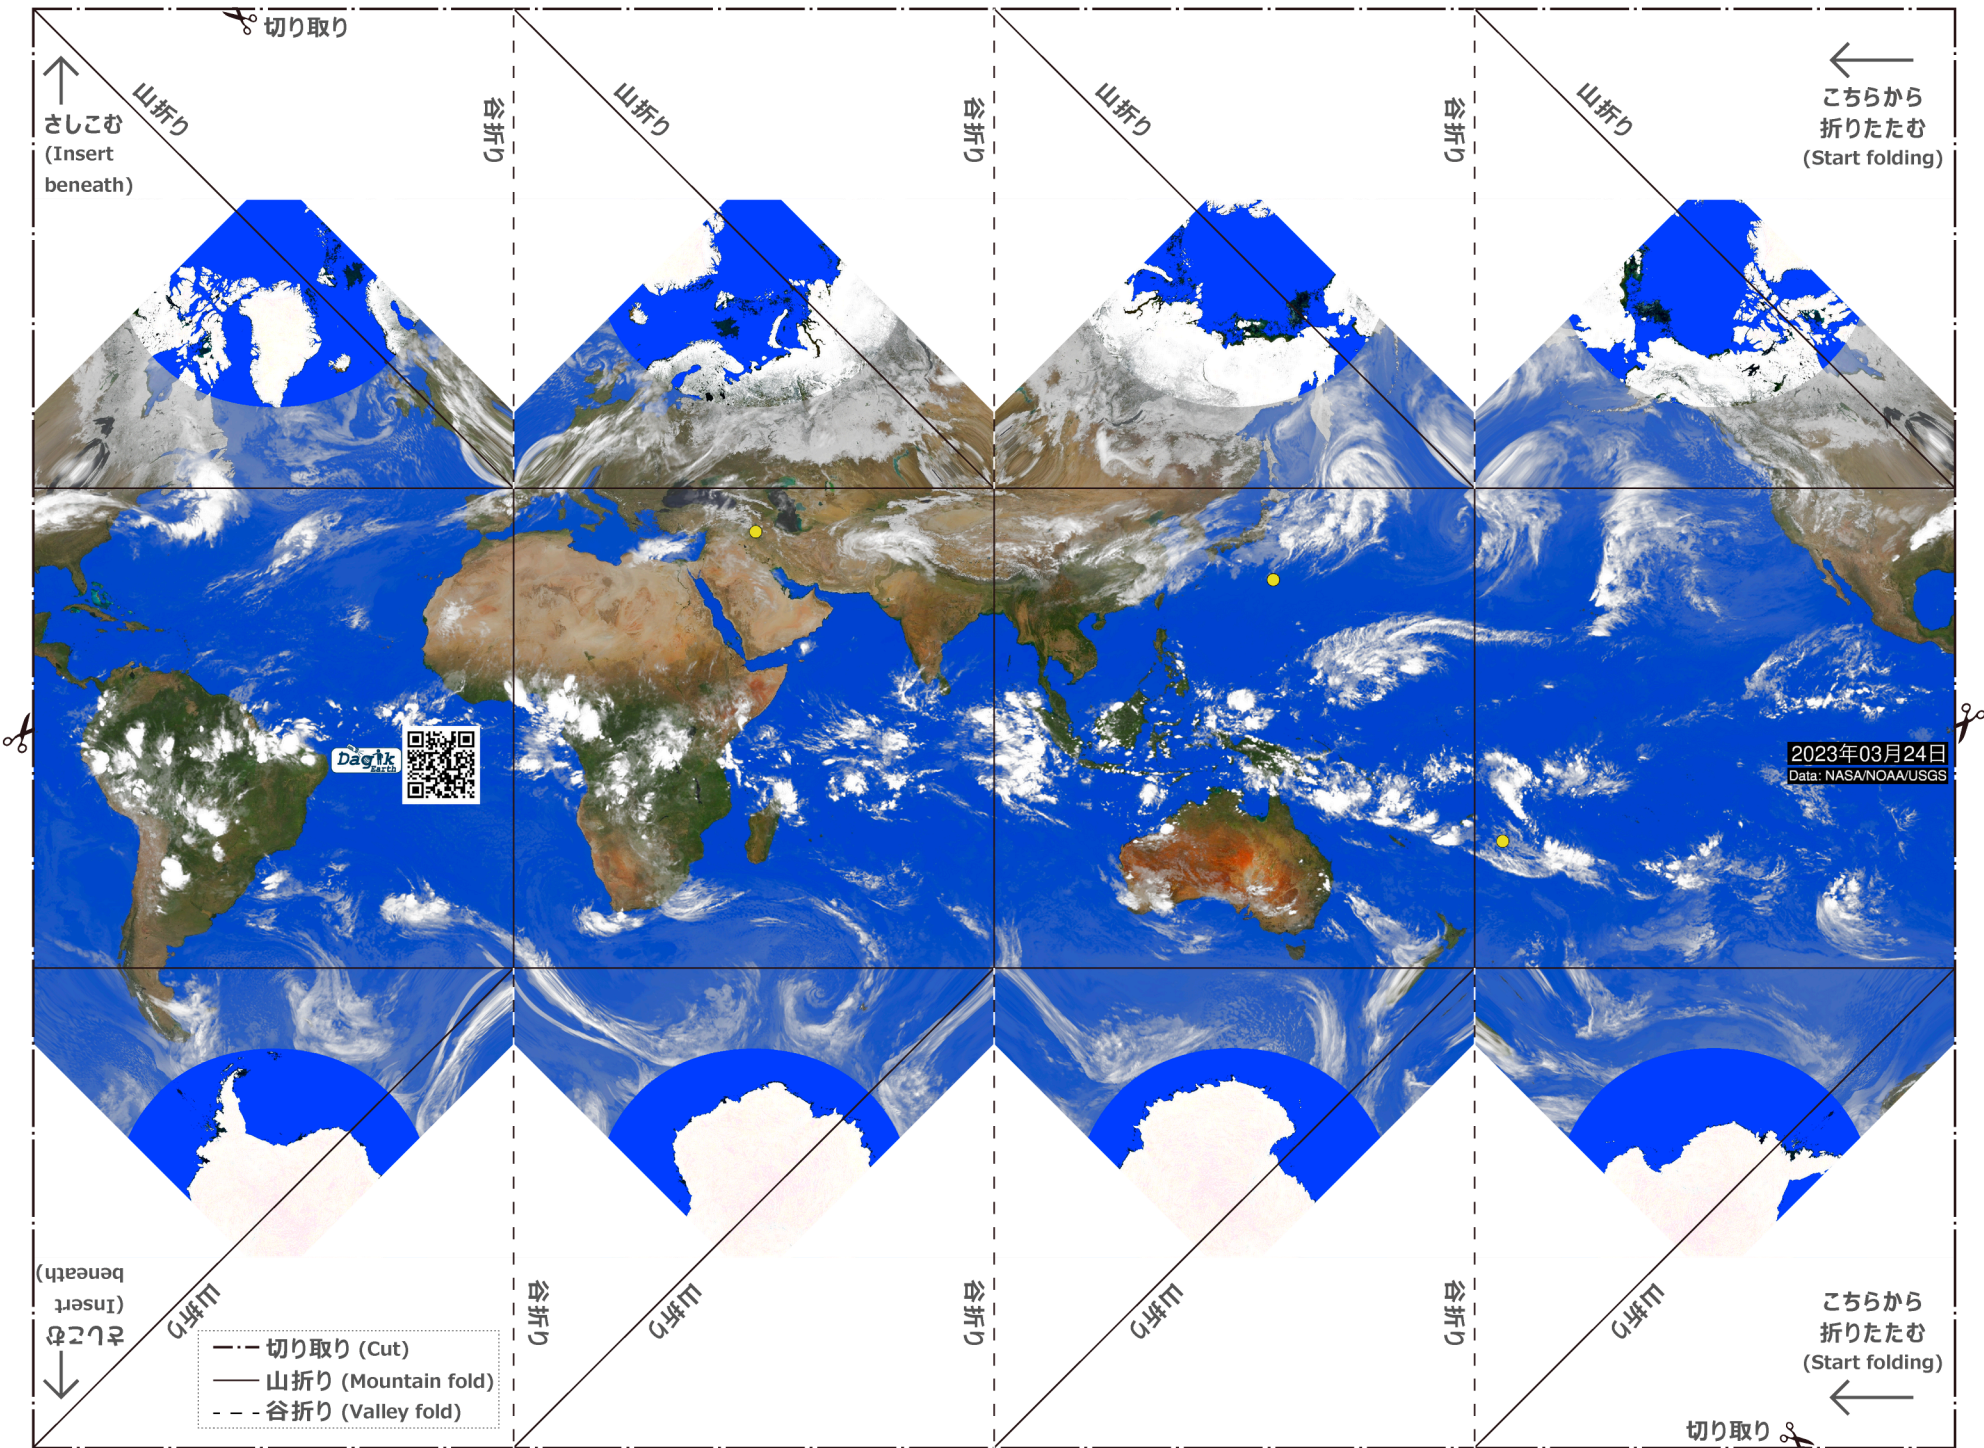 切り取り
さしこむ
(Insert
beneath)
山折り
谷折り
山折り
谷折り
山折り
谷折り
山折り
こちらから
折りたたむ
(Start folding)
Dagik
Earth
2023年03月24日
Data: NASA/NOAA/USGS
さしこむ
(Insert
beneath)
山折り
谷折り
山折り
谷折り
山折り
谷折り
山折り
こちらから
折りたたむ
(Start folding)
切り取り (Cut)
山折り (Mountain fold)
谷折り (Valley fold)
切り取り